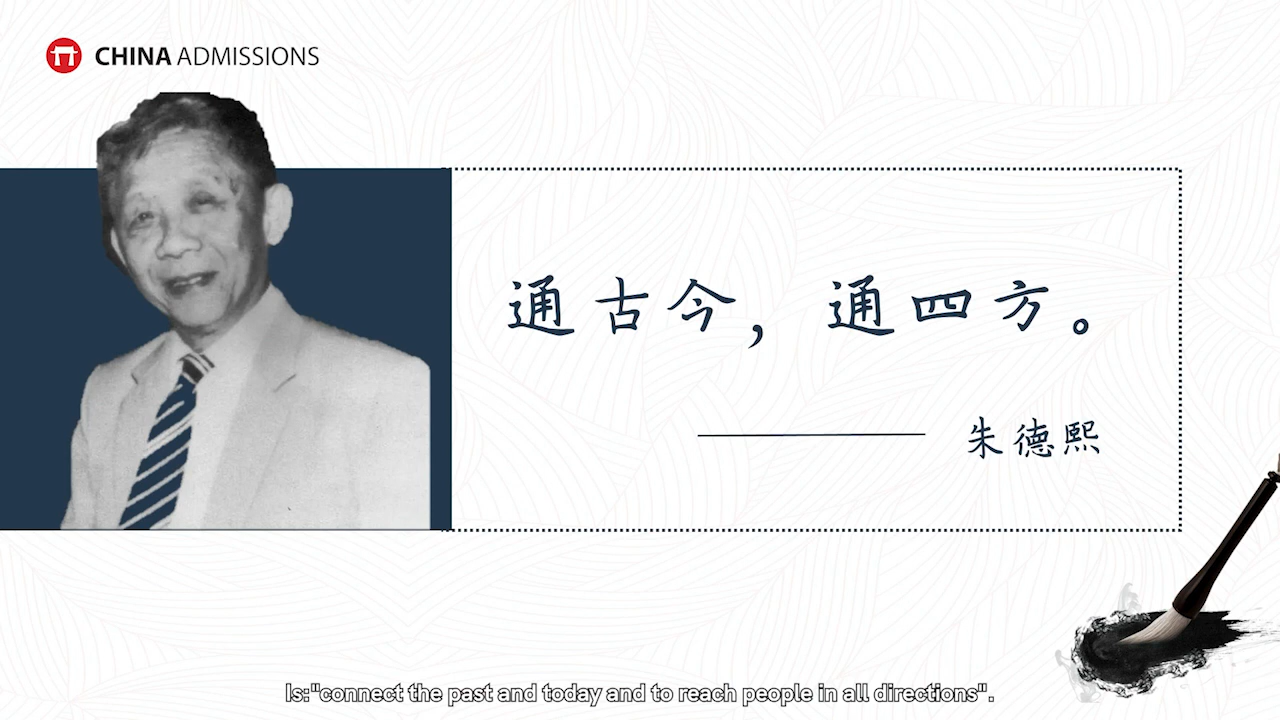 CHINA ADMISSIONS
通古今，通四方。
朱德熙
Is:"connect the past and today and to reach people in all directions".